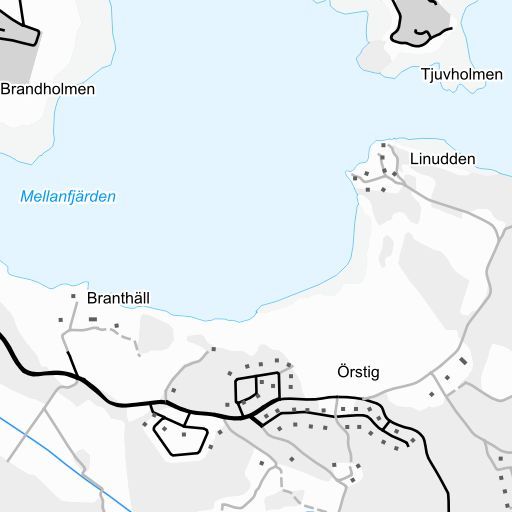 Tjuvholmen
Brandholmen
Linudden
Mellanfjärden
Branthäll
Örstig